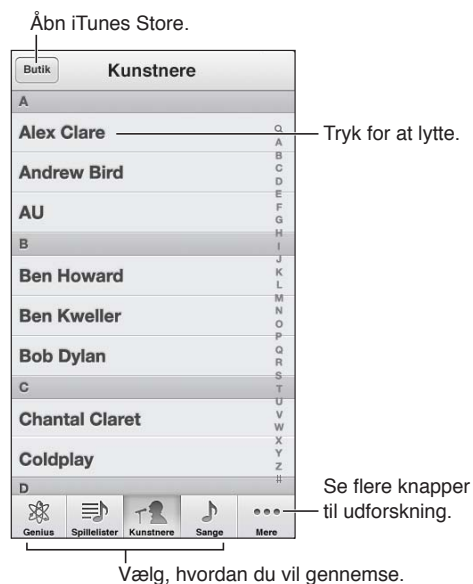 Åbn iTunes Store.
Butik
Kunstnere
A
Alex Clare
Tryk for at lytte.
Andrew Bird
AU
B
Ben Howard
Ben Kweller
Bob Dylan
C
Chantal Claret
Coldplay
D
A
B
C
D
E
F
G
H
I
J
K
L
M
N
O
P
Q
R
S
T
U
V
W
X
Y
Z
#
Se flere knapper
til udforskning.
Genius
Spillelister
Kunstnere
Sange
Mere
Vælg, hvordan du vil gennemse.